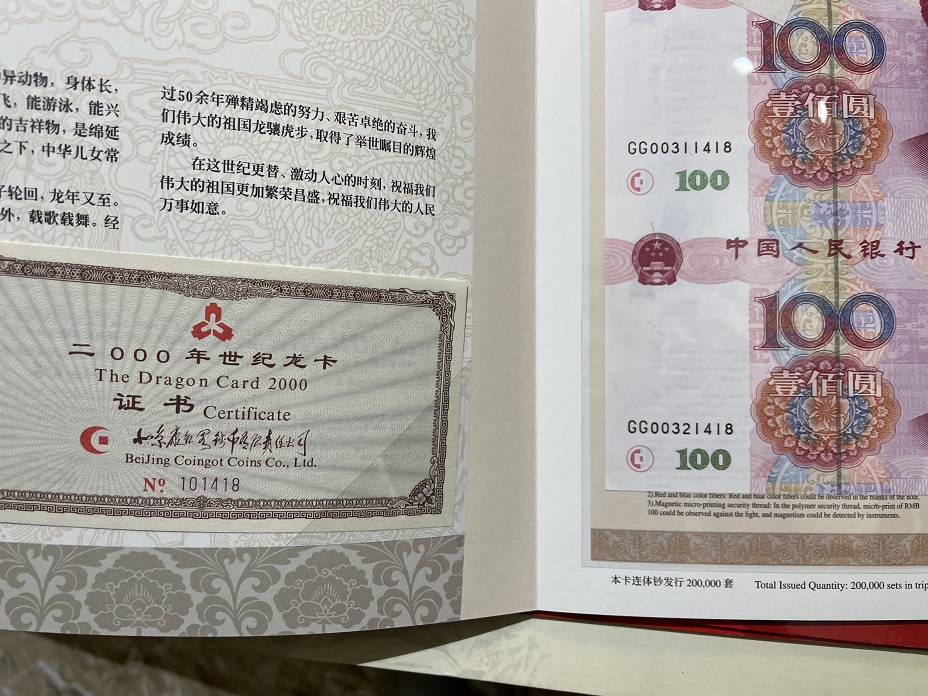 异动物，身体长，
飞，能游泳，能兴
的吉祥物，是绵延
之下，中华儿女常
子轮回，龙年又至。
外，载歌载舞。经
过50余年殚精竭虑的努力、艰苦卓绝的奋斗，我
们伟大的祖国龙骧虎步，取得了举世瞩目的辉煌
成绩。
在这世纪更替、激动人心的时刻，祝福我们
伟大的祖国更加繁荣昌盛，祝福我们伟大的人民
万事如意。
二000年世纪龙卡
The Dragon Card 2000
证书 Certificate
BeiJing Coingot Coins Co., Ltd.
№ 101418
100
壹佰圆
GG00311418
100
中国人民银行
100
壹佰圆
GG00321418
100
2).Red and blue color fibers: Red and blue color fibers could be observed in the blanks of the note.
3).Magnetic micro-printing security thread: In the polymer security thread, micro-print of RMB
100 could be observed against the light, and magnetism could be detected by instruments.
本卡连体钞发行 200,000 套 Total Issued Quantity: 200,000 sets in trip